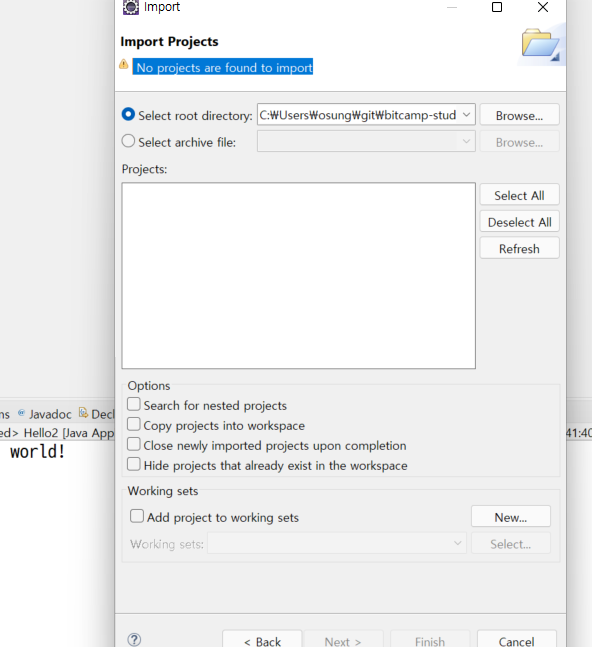 Import
Import Projects
No projects are found to import
Select root directory: C:₩Users₩osung₩git₩bitcamp-stud Browse...
Select archive file: Browse...
Projects:
Select All
Deselect All
Refresh
Options
Search for nested projects
Copy projects into workspace
Close newly imported projects upon completion
Hide projects that already exist in the workspace
Working sets
Add project to working sets New...
Working sets: Select...
< Back Next > Finish Cancel
ns @ Javadoc Decl
ed> Hello2 [Java App 41:40
world!